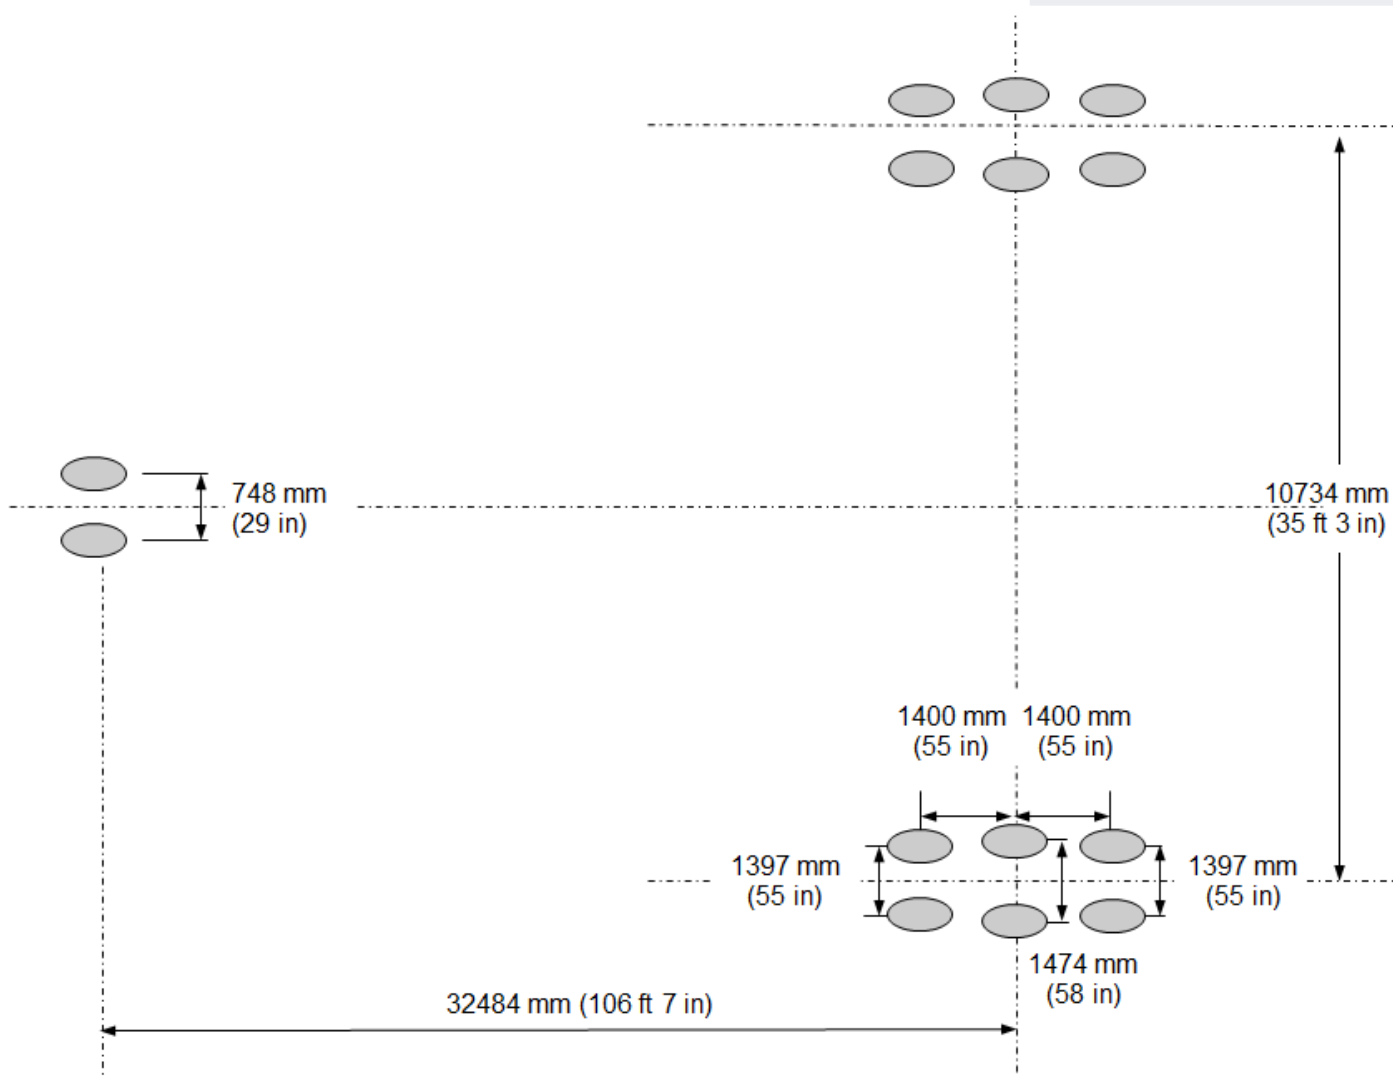 748 mm
(29 in)
10734 mm
(35 ft 3 in)
1400 mm
(55 in)
1400 mm
(55 in)
1397 mm
(55 in)
1397 mm
(55 in)
1474 mm
(58 in)
32484 mm (106 ft 7 in)